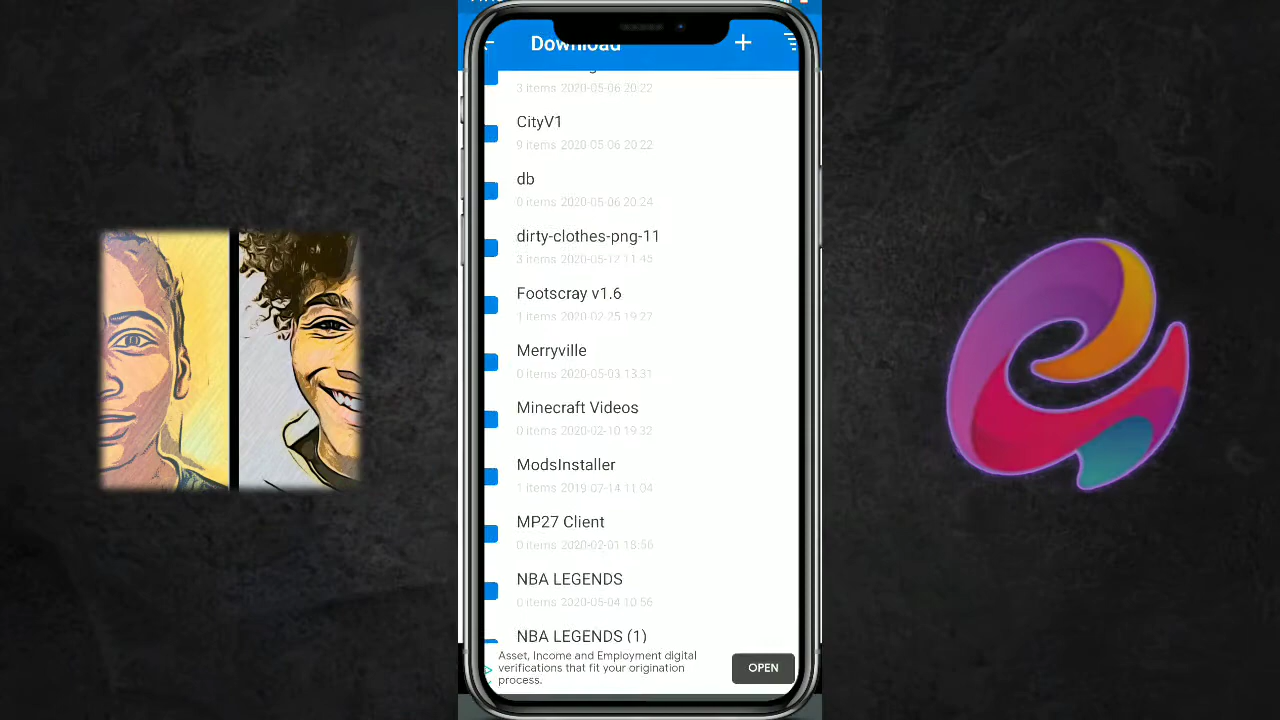 Download
3 items 2020-05-06 20:22
CityV1
9 items 2020-05-06 20:22
db
0 items 2020-05-06 20:24
dirty-clothes-png-11
3 items 2020-05-12 11:45
Footscray v1.6
1 items 2020-02-25 19:27
Merryville
0 items 2020-05-03 13:31
Minecraft Videos
0 items 2020-02-10 19:32
ModsInstaller
1 items 2019-07-14 11:04
MP27 Client
0 items 2020-02-01 18:56
NBA LEGENDS
0 items 2020-05-04 10:56
NBA LEGENDS (1)
Asset, Income and Employment digital
verifications that fit your origination
process.
OPEN